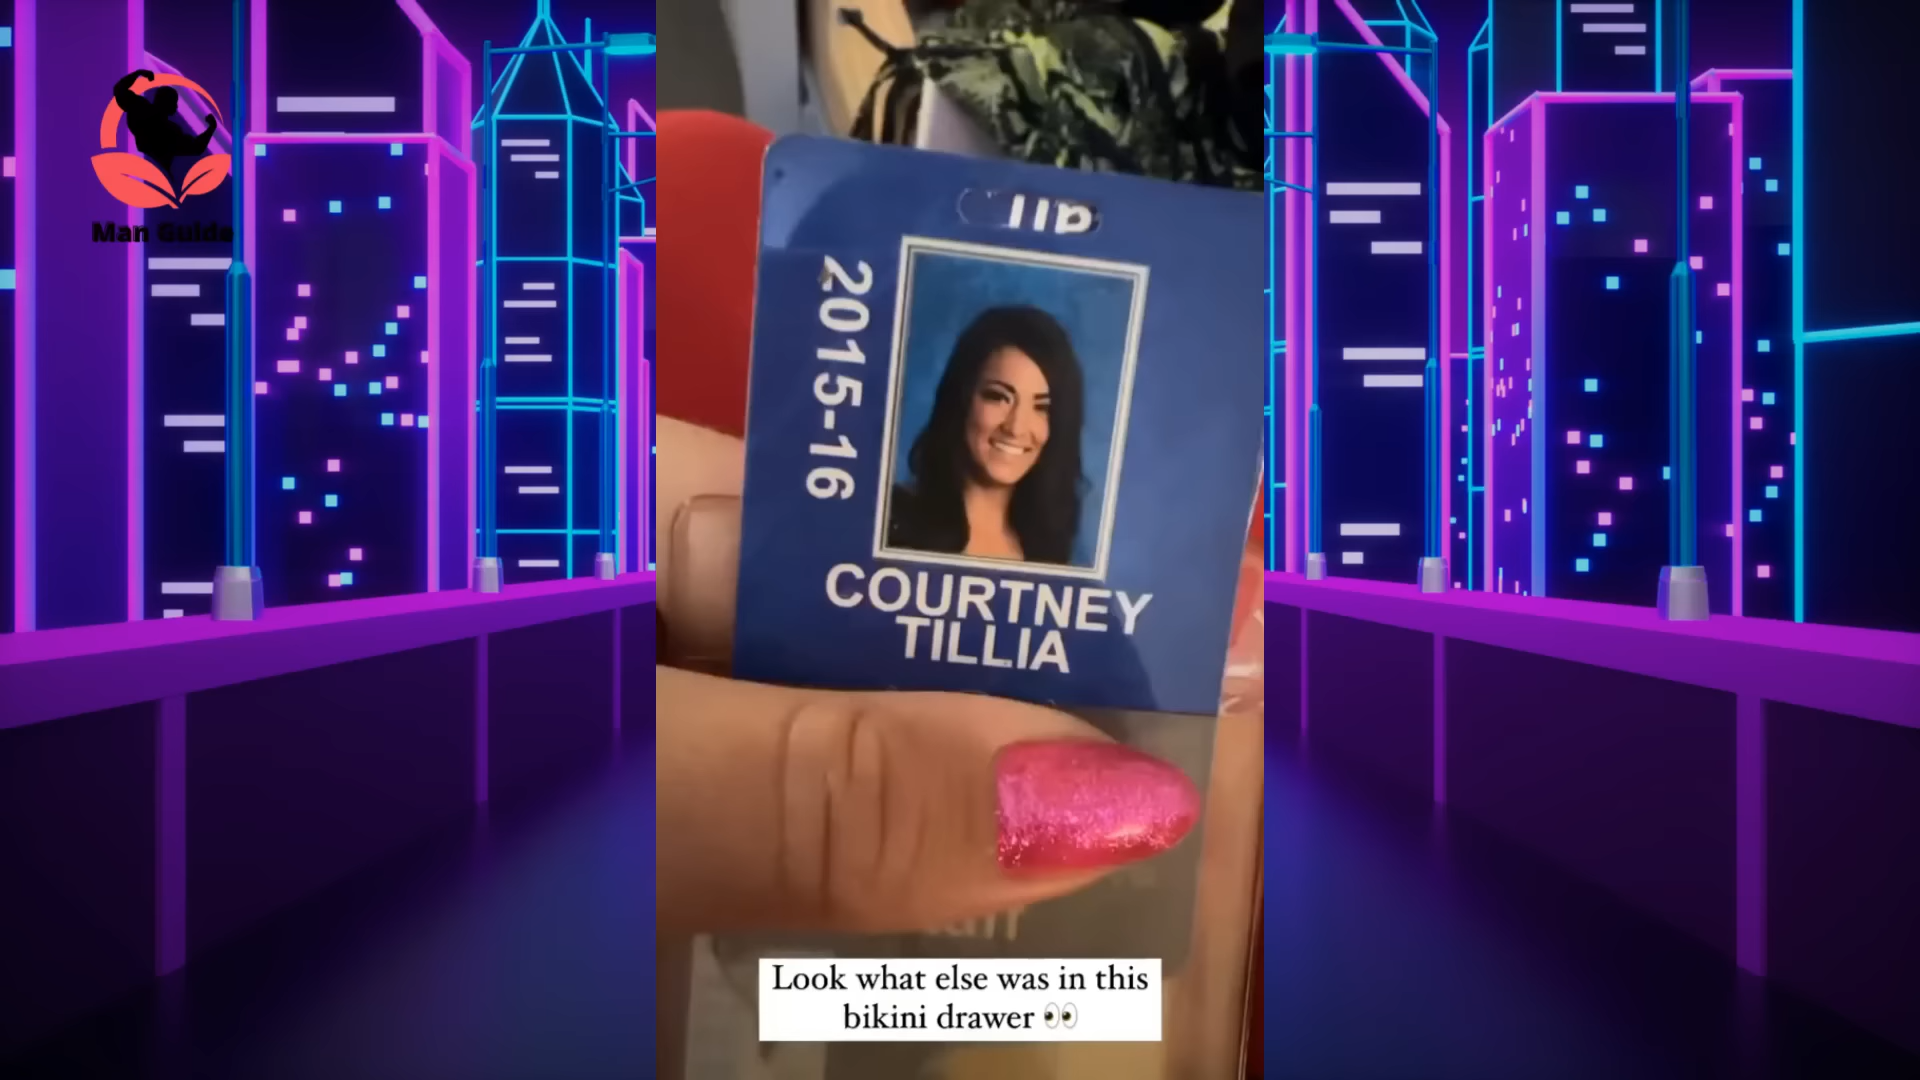 Man Guide
2015-16
COURTNEY
TILLIA
Look what else was in this
bikini drawer 👀